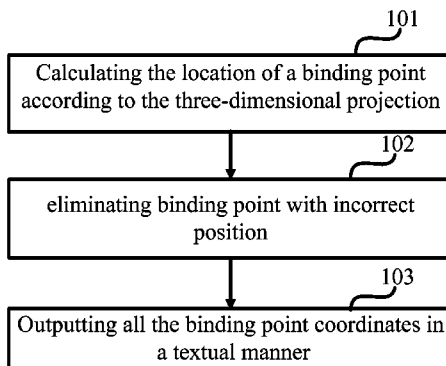 101
Calculating the location of a binding point
according to the three-dimensional projection
102
eliminating binding point with incorrect
position
103
Outputting all the binding point coordinates in
a textual manner